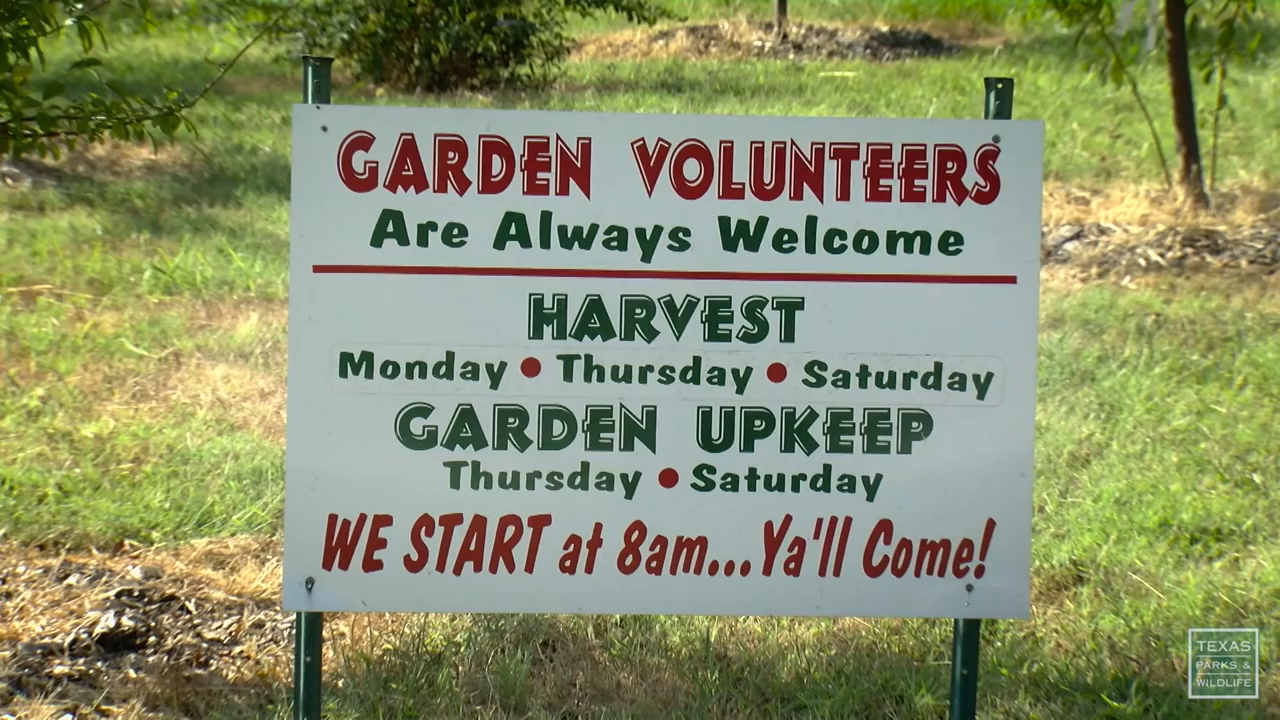 GARDEN VOLUNTEERS
Are Always Welcome
HARVEST
Monday • Thursday • Saturday
GARDEN UPKEEP
Thursday • Saturday
WE START at 8am... Ya'll Come!
TEXAS
PARKS &
WILDLIFE